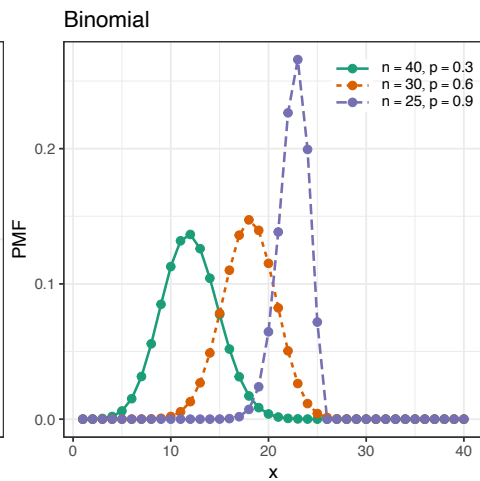 Binomial
n = 40, p = 0.3
n = 30, p = 0.6
n = 25, p = 0.9
0.2
0.1
0.0
PMF
0 10 20 30 40
x